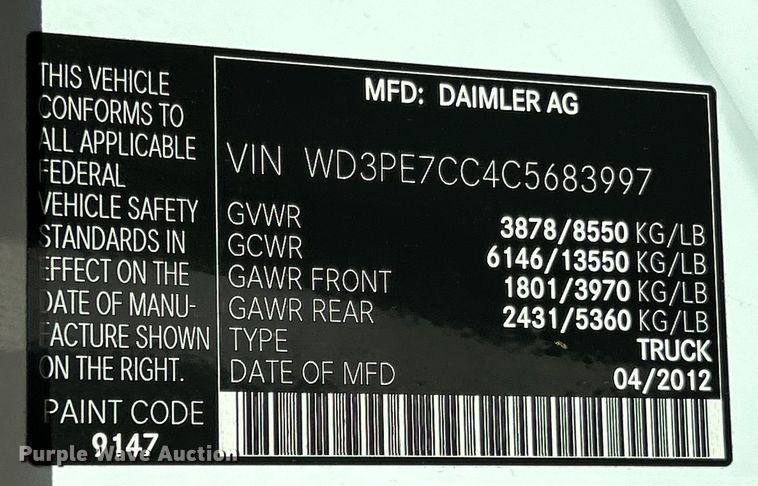 THIS VEHICLE
CONFORMS TO
ALL APPLICABLE
FEDERAL
VEHICLE SAFETY
STANDARDS IN
EFFECT ON THE
DATE OF MANU-
FACTURE SHOWN
ON THE RIGHT.
PAINT CODE
9147
MFD: DAIMLER AG
VIN WD3PE7CC4C5683997
GVWR 3878/8550 KG/LB
GCWR 6146/13550 KG/LB
GAWR FRONT 1801/3970 KG/LB
GAWR REAR 2431/5360 KG/LB
TYPE TRUCK
DATE OF MFD 04/2012
Purple Wave Auction